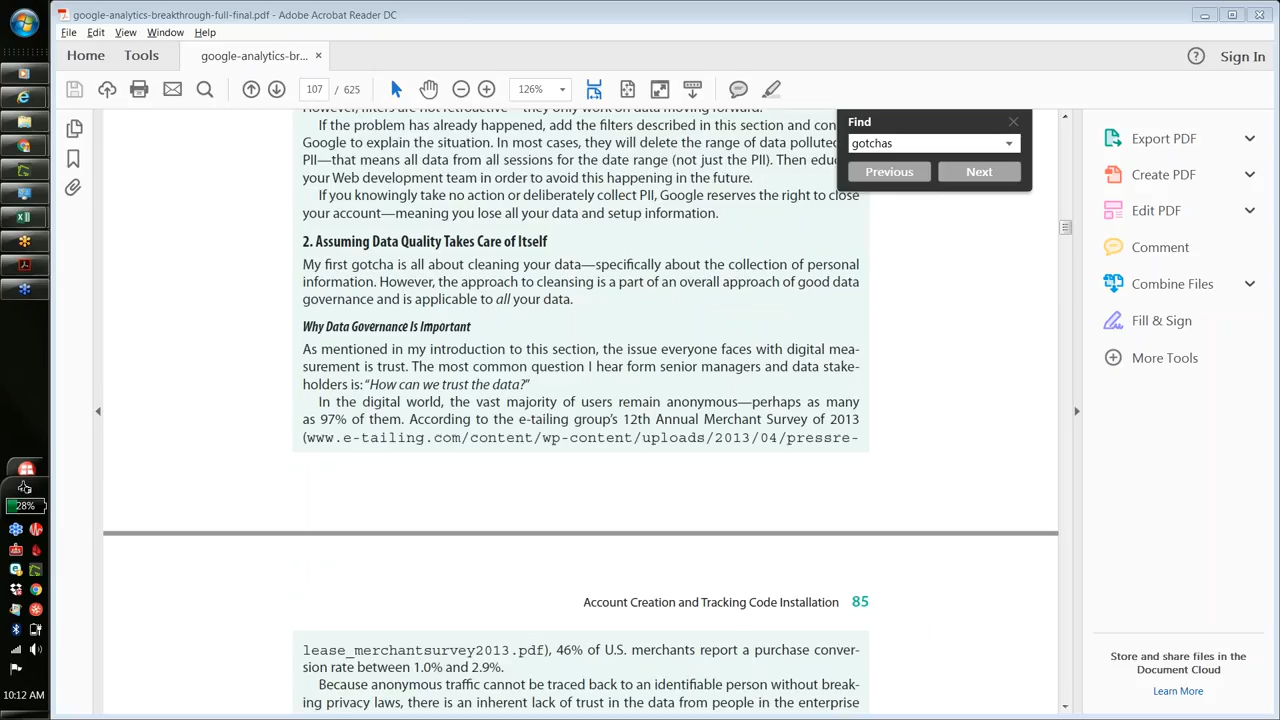 google-analytics-breakthrough-full-final.pdf - Adobe Acrobat Reader DC
File Edit View Window Help
Home Tools google-analytics-br... × Sign In
107 / 625 126%
However, filters are not retroactive—they only work on data moving forward.
If the problem has already happened, add the filters described in this section and con
Google to explain the situation. In most cases, they will delete the range of data polluted
PII—that means all data from all sessions for the date range (not just the PII). Then educ
your Web development team in order to avoid this happening in the future.
If you knowingly take no action or deliberately collect PII, Google reserves the right to close
your account—meaning you lose all your data and setup information.
2. Assuming Data Quality Takes Care of Itself
My first gotcha is all about cleaning your data—specifically about the collection of personal
information. However, the approach to cleansing is a part of an overall approach of good data
governance and is applicable to all your data.
Why Data Governance Is Important
As mentioned in my introduction to this section, the issue everyone faces with digital mea-
surement is trust. The most common question I hear form senior managers and data stake-
holders is: “How can we trust the data?”
In the digital world, the vast majority of users remain anonymous—perhaps as many
as 97% of them. According to the e-tailing group’s 12th Annual Merchant Survey of 2013
(www.e-tailing.com/content/wp-content/uploads/2013/04/pressre-
Account Creation and Tracking Code Installation 85
lease_merchantsurvey2013.pdf), 46% of U.S. merchants report a purchase conver-
sion rate between 1.0% and 2.9%.
Because anonymous traffic cannot be traced back to an identifiable person without break-
ing privacy laws, there is an inherent lack of trust in the data from people in the enterprise
Find
gotchas
Previous Next
Export PDF
Create PDF
Edit PDF
Comment
Combine Files
Fill & Sign
More Tools
Store and share files in the
Document Cloud
Learn More
28%
10:12 AM